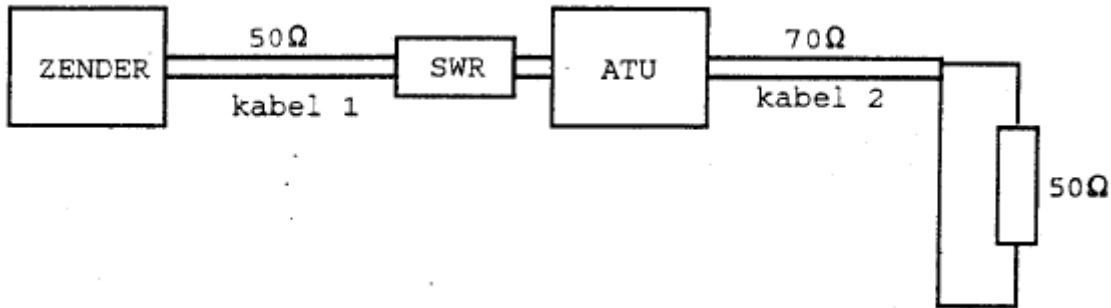 50Ω
70Ω
ZENDER
SWR
ATU
kabel 1
kabel 2
50Ω